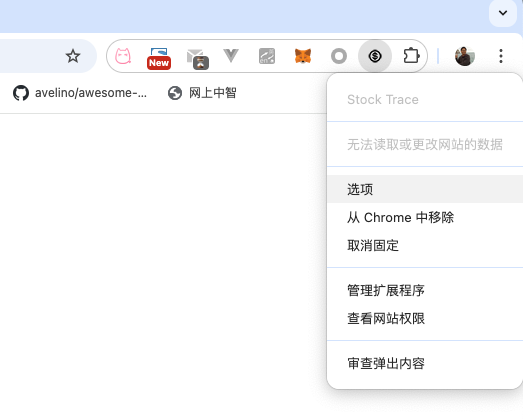 New
avelino/awesome-...
网上中智
Stock Trace
无法读取或更改网站的数据
选项
从 Chrome 中移除
取消固定
管理扩展程序
查看网站权限
审查弹出内容